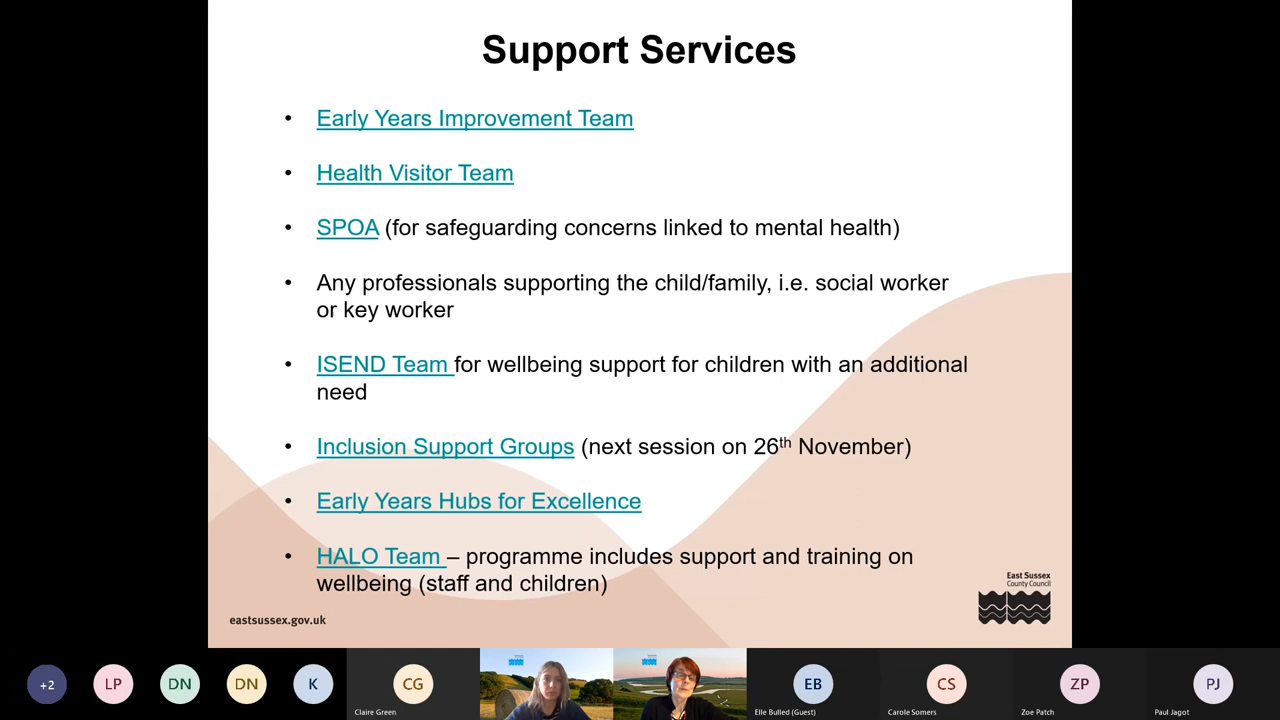 Support Services
• Early Years Improvement Team
• Health Visitor Team
• SPOA (for safeguarding concerns linked to mental health)
• Any professionals supporting the child/family, i.e. social worker
or key worker
• ISEND Team for wellbeing support for children with an additional
need
• Inclusion Support Groups (next session on 26th November)
• Early Years Hubs for Excellence
• HALO Team – programme includes support and training on
wellbeing (staff and children)
East Sussex
County Council
eastsussex.gov.uk
+2
LP
DN
DN
K
CG
Claire Green
EB
Elle Bulled (Guest)
CS
Carole Somers
ZP
Zoe Patch
PJ
Paul Jagot